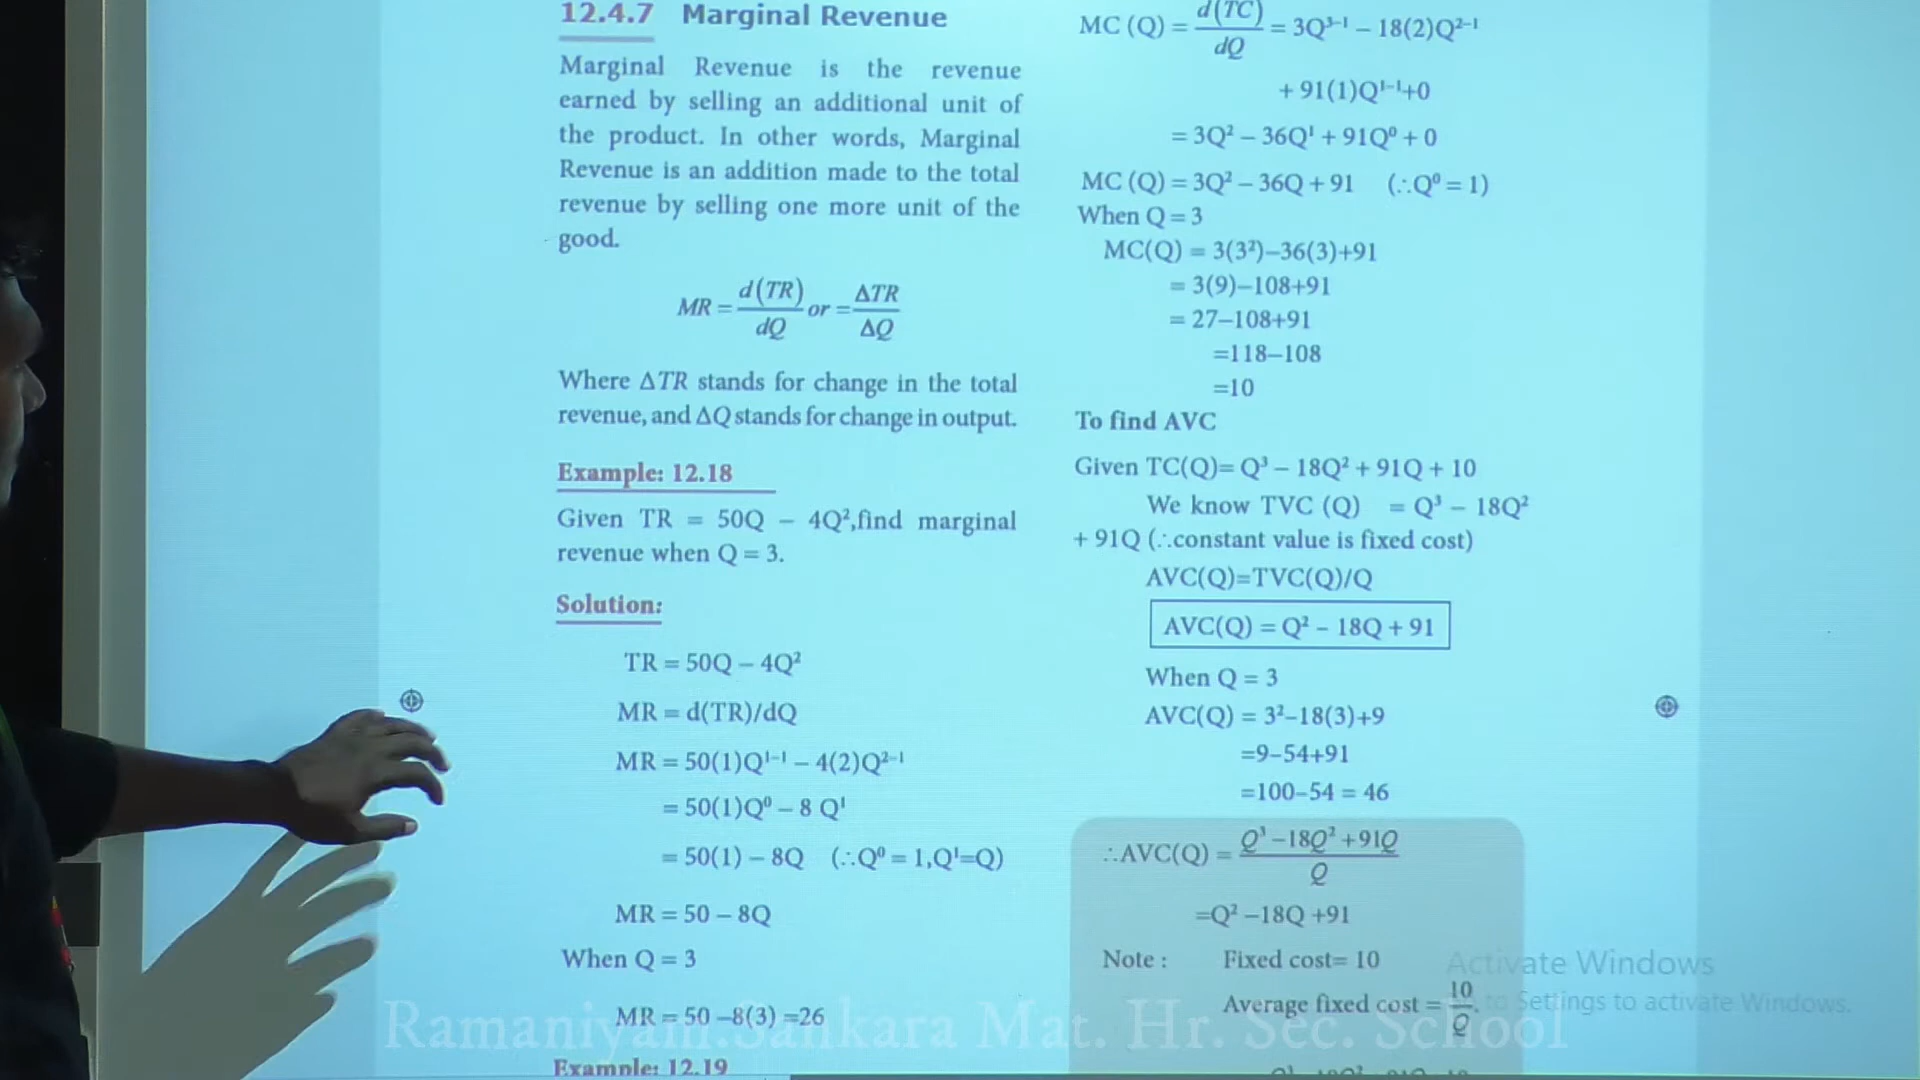 12.4.7 Marginal Revenue
Marginal Revenue is the revenue
earned by selling an additional unit of
the product. In other words, Marginal
Revenue is an addition made to the total
revenue by selling one more unit of the
good.
MR = d(TR)/dQ or = ΔTR/ΔQ
Where ΔTR stands for change in the total
revenue, and ΔQ stands for change in output.
Example: 12.18
Given TR = 50Q – 4Q²,find marginal
revenue when Q = 3.
Solution:
TR = 50Q – 4Q²
MR = d(TR)/dQ
MR = 50(1)Q¹⁻¹ – 4(2)Q²⁻¹
= 50(1)Q⁰ – 8 Q¹
= 50(1) – 8Q (∴Q⁰ = 1,Q¹=Q)
MR = 50 – 8Q
When Q = 3
MR = 50 –8(3) =26
Example: 12.19
MC (Q) = d(TC)/dQ = 3Q³⁻¹ – 18(2)Q²⁻¹
+ 91(1)Q¹⁻¹+0
= 3Q² – 36Q¹ + 91Q⁰ + 0
MC (Q) = 3Q² – 36Q + 91 (∴Q⁰ = 1)
When Q = 3
MC(Q) = 3(3²)–36(3)+91
= 3(9)–108+91
= 27–108+91
=118–108
=10
To find AVC
Given TC(Q)= Q³ – 18Q² + 91Q + 10
We know TVC (Q) = Q³ – 18Q²
+ 91Q (∴constant value is fixed cost)
AVC(Q)=TVC(Q)/Q
AVC(Q) = Q² – 18Q + 91
When Q = 3
AVC(Q) = 3²–18(3)+9
=9–54+91
=100–54 = 46
∴AVC(Q) = Q³ –18Q² +91Q/Q
=Q² –18Q +91
Note : Fixed cost= 10
Average fixed cost = 10/Q.
Activate Windows
to Settings to activate Windows.
Ramaniyam.Sankara Mat. Hr. Sec. School